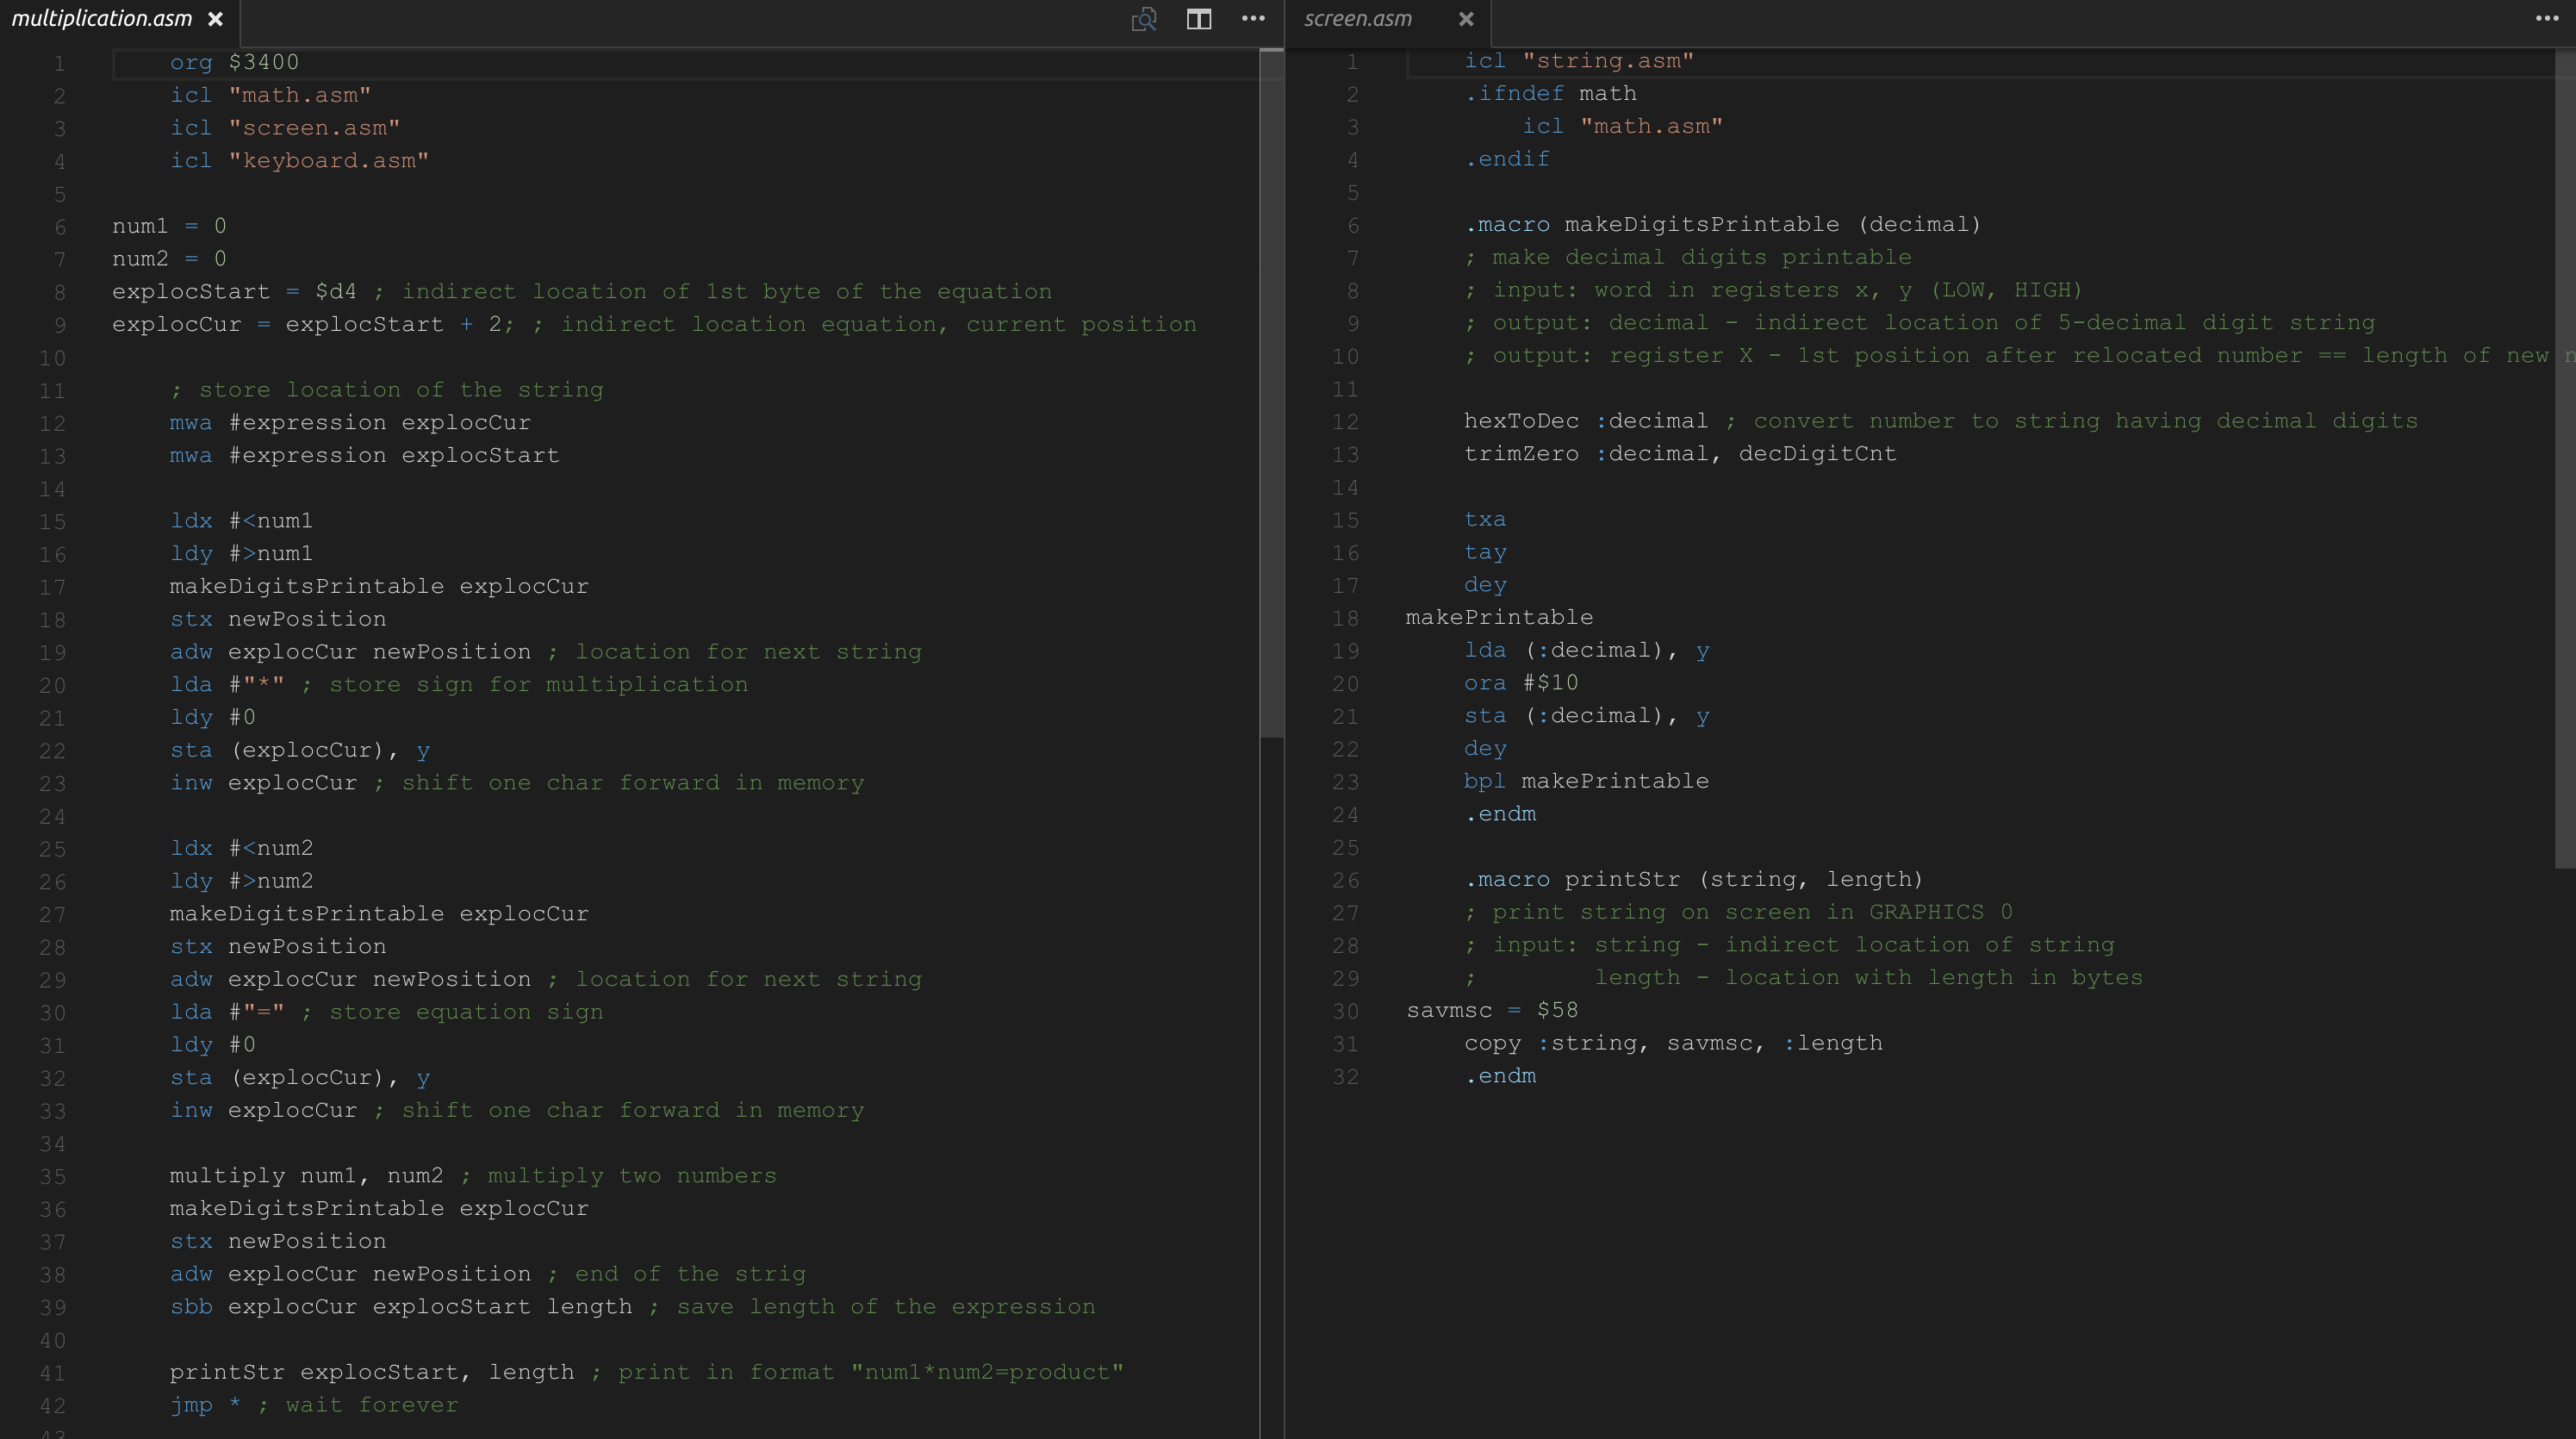 multiplication.asm
1 org $3400
2 icl "math.asm"
3 icl "screen.asm"
4 icl "keyboard.asm"
5
6 num1 = 0
7 num2 = 0
8 explocStart = $d4 ; indirect location of 1st byte of the equation
9 explocCur = explocStart + 2; ; indirect location equation, current position
10
11 ; store location of the string
12 mwa #expression explocCur
13 mwa #expression explocStart
14
15 ldx #<num1
16 ldy #>num1
17 makeDigitsPrintable explocCur
18 stx newPosition
19 adw explocCur newPosition ; location for next string
20 lda #"*" ; store sign for multiplication
21 ldy #0
22 sta (explocCur), y
23 inw explocCur ; shift one char forward in memory
24
25 ldx #<num2
26 ldy #>num2
27 makeDigitsPrintable explocCur
28 stx newPosition
29 adw explocCur newPosition ; location for next string
30 lda #"=" ; store equation sign
31 ldy #0
32 sta (explocCur), y
33 inw explocCur ; shift one char forward in memory
34
35 multiply num1, num2 ; multiply two numbers
36 makeDigitsPrintable explocCur
37 stx newPosition
38 adw explocCur newPosition ; end of the strig
39 sbb explocCur explocStart length ; save length of the expression
40
41 printStr explocStart, length ; print in format "num1*num2=product"
42 jmp * ; wait forever
43
screen.asm
1 icl "string.asm"
2 .ifndef math
3 icl "math.asm"
4 .endif
5
6 .macro makeDigitsPrintable (decimal)
7 ; make decimal digits printable
8 ; input: word in registers x, y (LOW, HIGH)
9 ; output: decimal - indirect location of 5-decimal digit string
10 ; output: register X - 1st position after relocated number == length of new n
11
12 hexToDec :decimal ; convert number to string having decimal digits
13 trimZero :decimal, decDigitCnt
14
15 txa
16 tay
17 dey
18 makePrintable
19 lda (:decimal), y
20 ora #$10
21 sta (:decimal), y
22 dey
23 bpl makePrintable
24 .endm
25
26 .macro printStr (string, length)
27 ; print string on screen in GRAPHICS 0
28 ; input: string - indirect location of string
29 ; length - location with length in bytes
30 savmsc = $58
31 copy :string, savmsc, :length
32 .endm